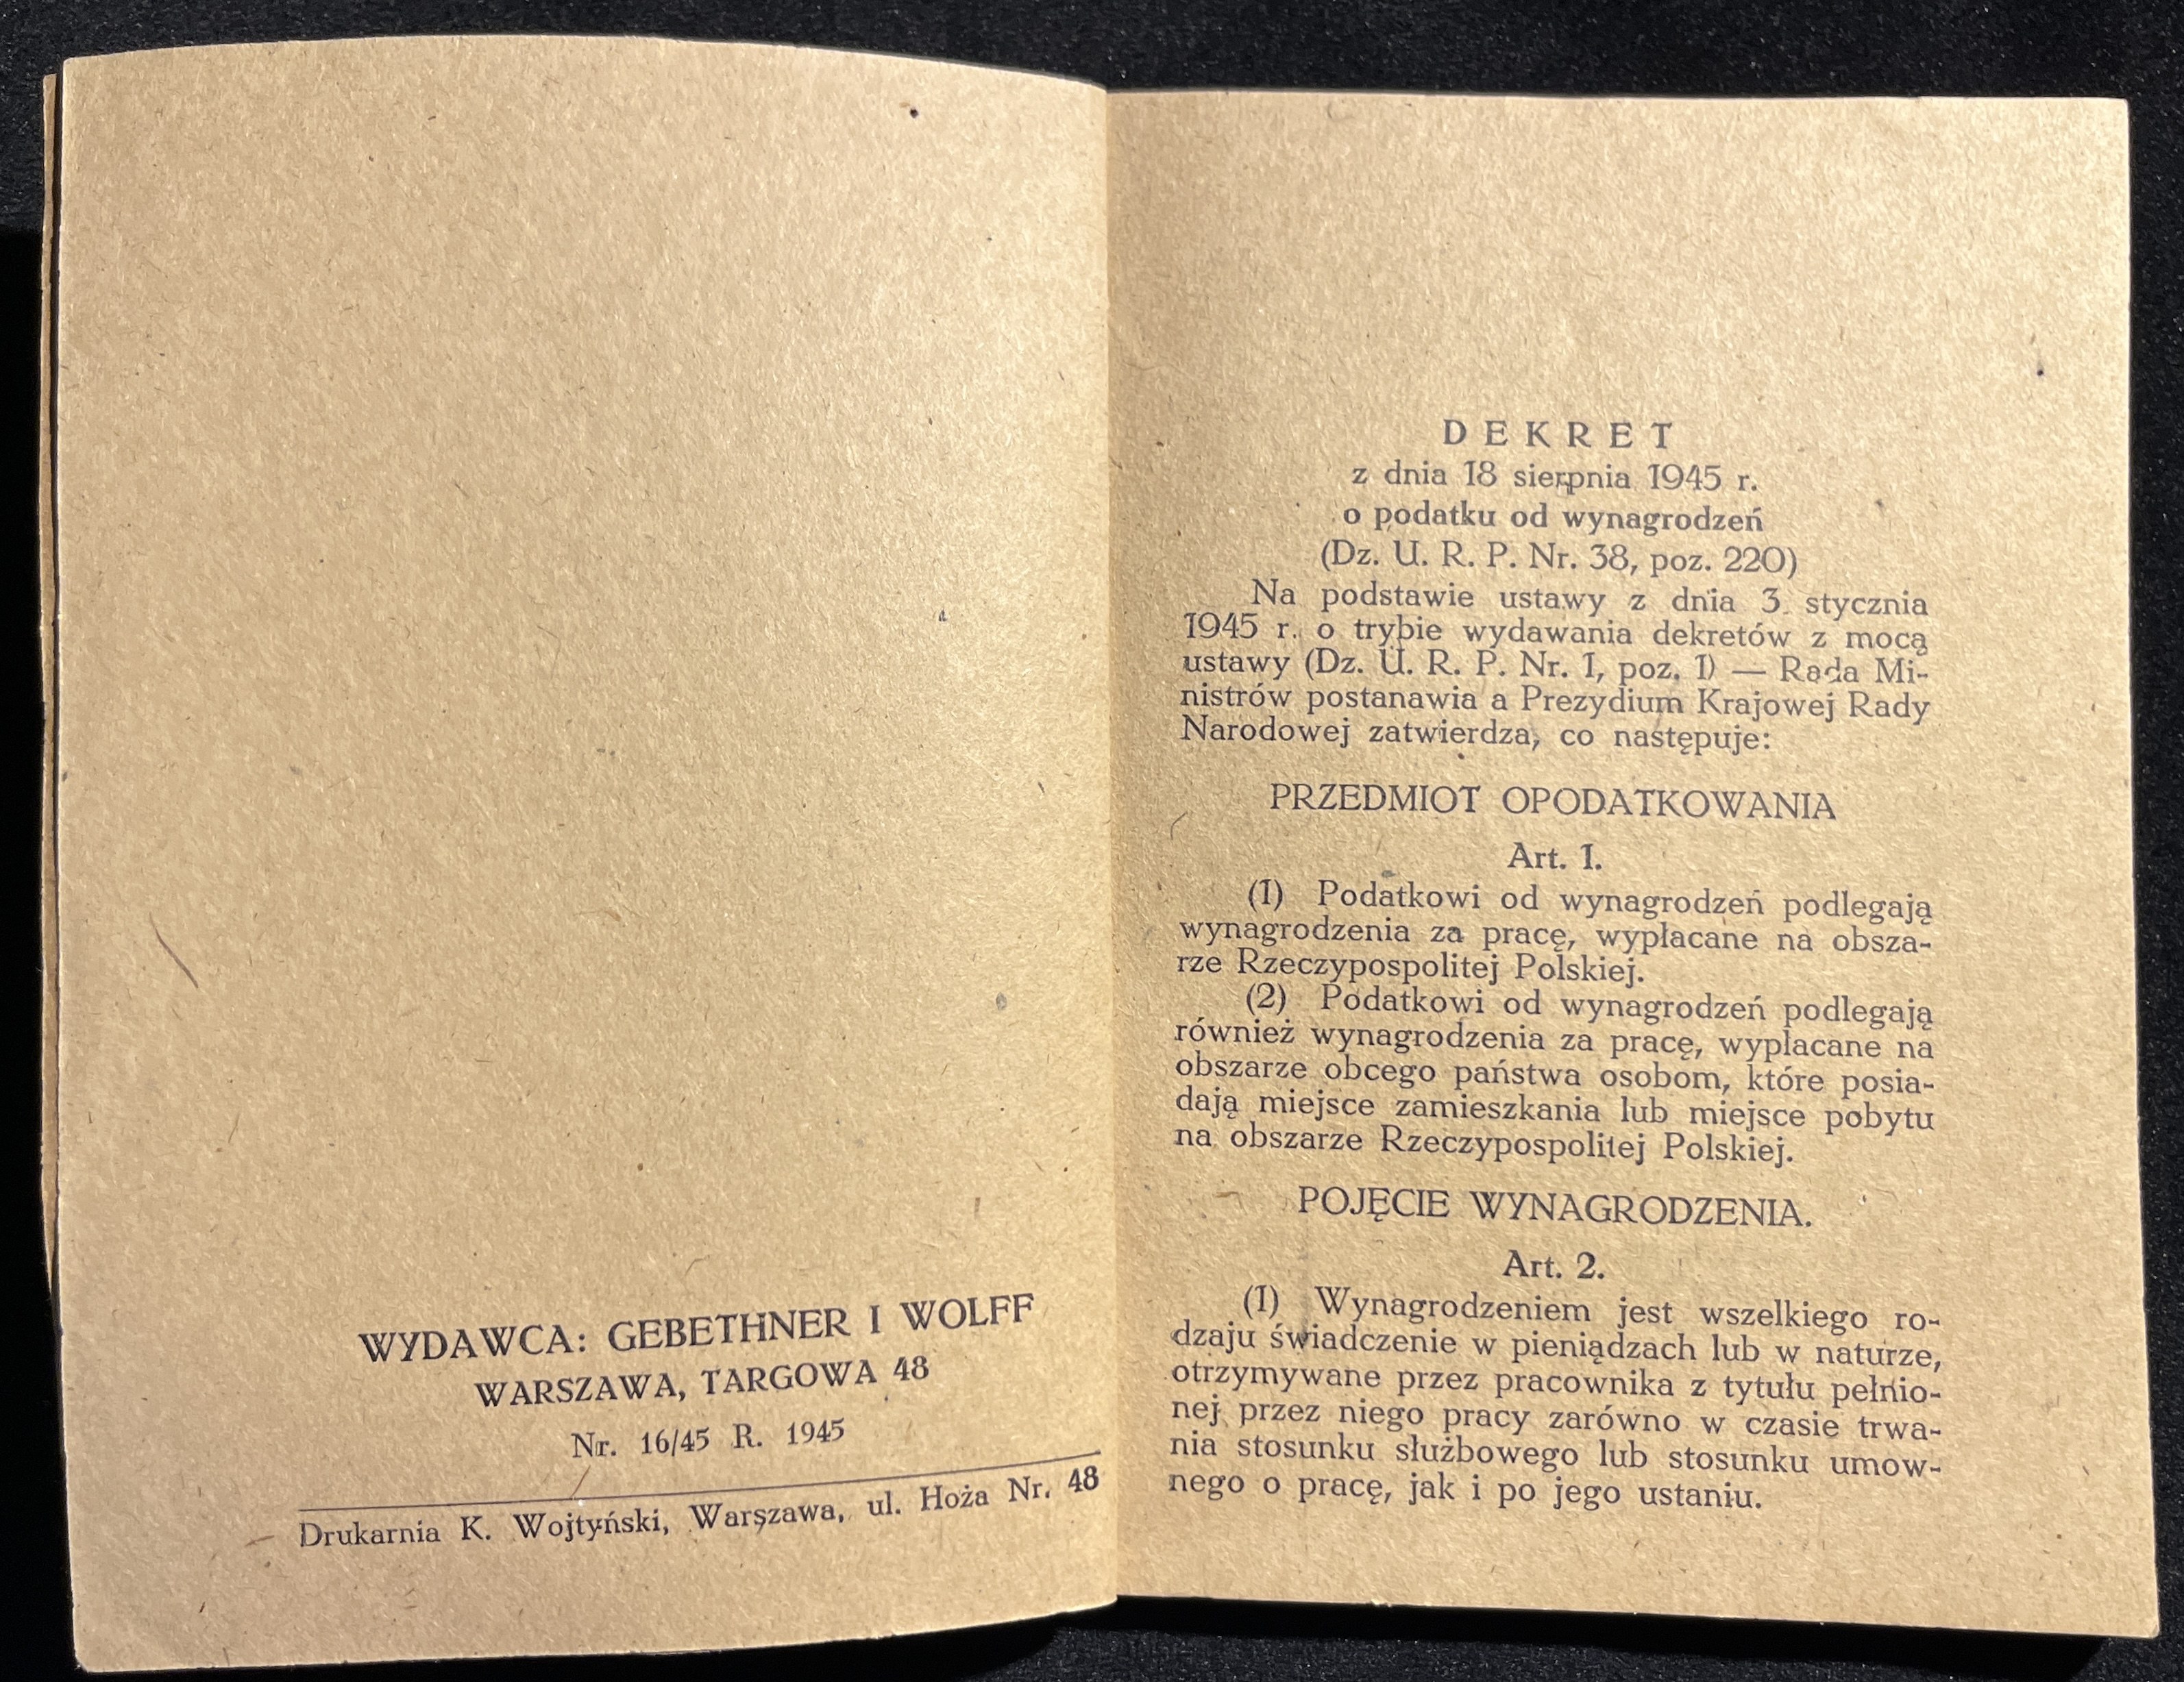 WYDAWCA: GEBETHNER I WOLFF
WARSZAWA, TARGOWA 48
Nr. 16/45 R. 1945
Drukarnia K. Wojtyński, Warszawa, ul. Hoża Nr. 48
DEKRET
z dnia 18 sierpnia 1945 r.
o podatku od wynagrodzeń
(Dz. U. R. P. Nr. 38, poz. 220)
Na podstawie ustawy z dnia 3 stycznia
1945 r. o trybie wydawania dekretów z mocą
ustawy (Dz. U. R. P. Nr. 1, poz. 1) — Rada Mi-
nistrów postanawia a Prezydium Krajowej Rady
Narodowej zatwierdza, co następuje:
PRZEDMIOT OPODATKOWANIA
Art. 1.
(1) Podatkowi od wynagrodzeń podlegają
wynagrodzenia za pracę, wypłacane na obsza-
rze Rzeczypospolitej Polskiej.
(2) Podatkowi od wynagrodzeń podlegają
również wynagrodzenia za pracę, wypłacane na
obszarze obcego państwa osobom, które posia-
dają miejsce zamieszkania lub miejsce pobytu
na obszarze Rzeczypospolitej Polskiej.
POJĘCIE WYNAGRODZENIA.
Art. 2.
(1) Wynagrodzeniem jest wszelkiego ro-
dzaju świadczenie w pieniądzach lub w naturze,
otrzymywane przez pracownika z tytułu pełnio-
nej przez niego pracy zarówno w czasie trwa-
nia stosunku służbowego lub stosunku umow-
nego o pracę, jak i po jego ustaniu.